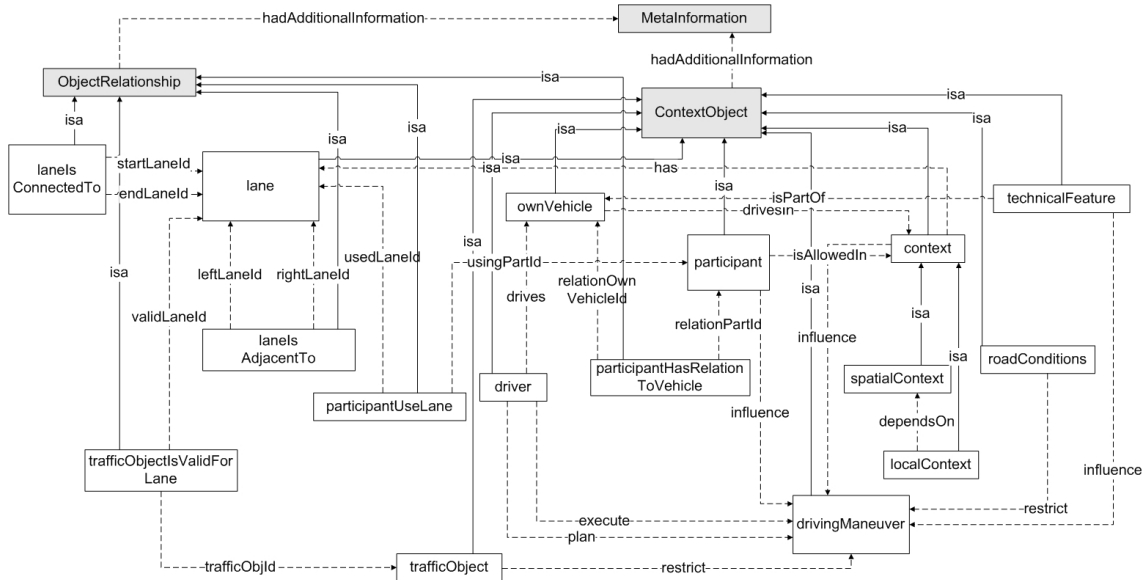 hadAdditionalInformation
MetaInformation
hadAdditionalInformation
ObjectRelationship
isa
ContextObject
isa
isa
isa
isa
isa
isa
laneIs
ConnectedTo
startLaneId
endLaneId
lane
isa
isa
has
isa
isa
ownVehicle
isPartOf
drivesIn
technicalFeature
isa
context
isa
usedLaneId
usingPartId
participant
isAllowedIn
leftLaneId
rightLaneId
relationOwn
VehicleId
drives
isa
isa
validLaneId
relationPartId
influence
isa
isa
laneIs
AdjacentTo
participantHasRelation
ToVehicle
roadConditions
driver
spatialContext
participantUseLane
influence
dependsOn
trafficObjectIsValidFor
Lane
localContext
influence
restrict
execute
plan
drivingManeuver
trafficObjId
trafficObject
restrict